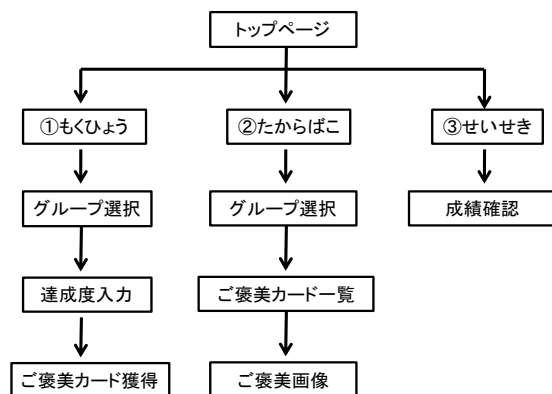 トップページ
①もくひょう
②たからばこ
③せいせき
グループ選択
グループ選択
成績確認
達成度入力
ご褒美カード一覧
ご褒美カード獲得
ご褒美画像